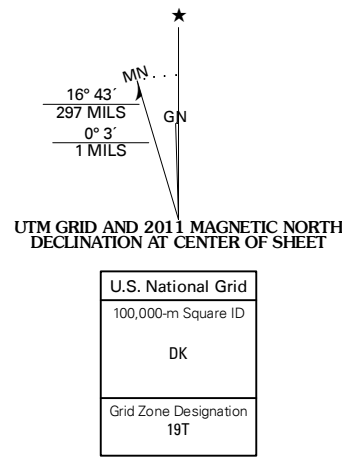 ★
MN
16° 43´
GN
297 MILS
0° 3´
1 MILS
UTM GRID AND 2011 MAGNETIC NORTH
DECLINATION AT CENTER OF SHEET
U.S. National Grid
100,000-m Square ID
DK
Grid Zone Designation
19T